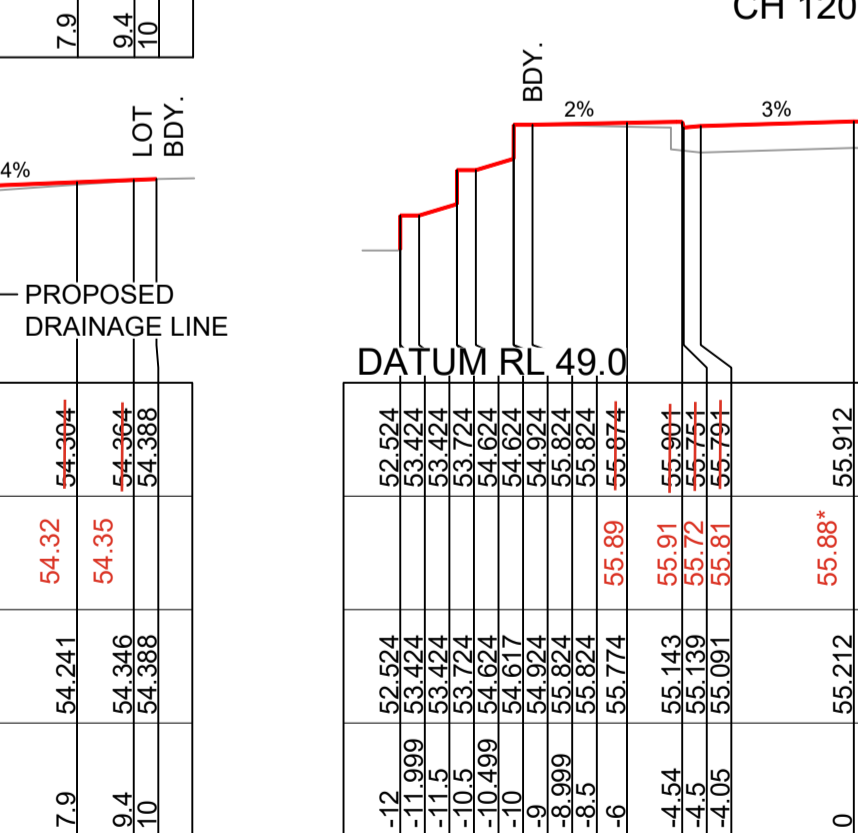 CH 120
7.9 9.4 10
LOT BDY.
4%
PROPOSED
DRAINAGE LINE
54.304 54.364 54.388
54.32 54.35
54.241 54.346 54.388
7.9 9.4 10
BDY.
2% 3%
DATUM RL 49.0
52.524 53.424 53.424 53.724 54.624 54.624 54.924 55.824 55.824 55.874 55.901 55.751 55.791 55.912
55.89 55.91 55.72 55.81 55.88*
52.524 53.424 53.424 53.724 54.624 54.617 54.924 55.824 55.824 55.774 55.143 55.139 55.091 55.212
-12 -11.999 -11.5 -10.5 -10.499 -10 -9 -8.999 -8.5 -6 -4.54 -4.5 -4.05 0